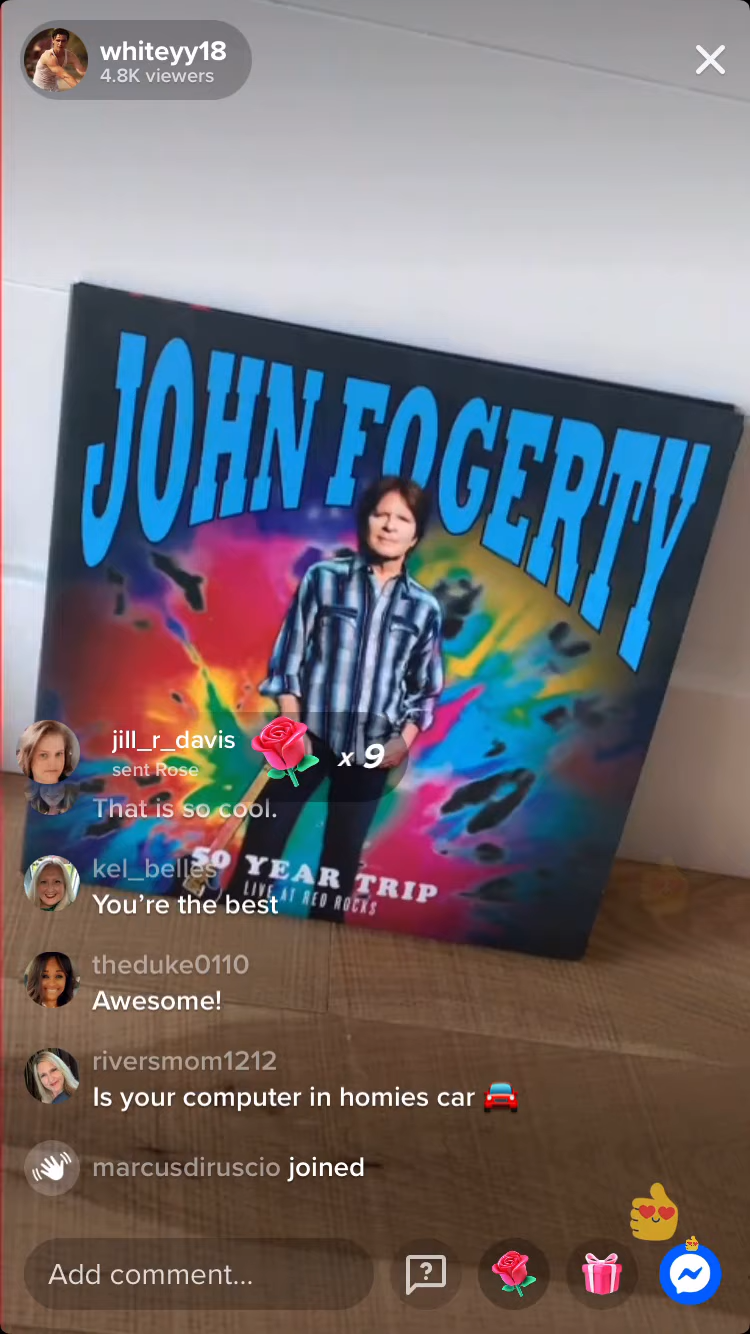 whiteyy18
4.8K viewers
JOHN FOGERTY
jill_r_davis
sent Rose
x 9
That is so cool.
50 YEAR TRIP
LIVE AT RED ROCKS
kel_belles
You’re the best
theduke0110
Awesome!
riversmom1212
Is your computer in homies car 🚘
marcusdiruscio joined
Add comment...